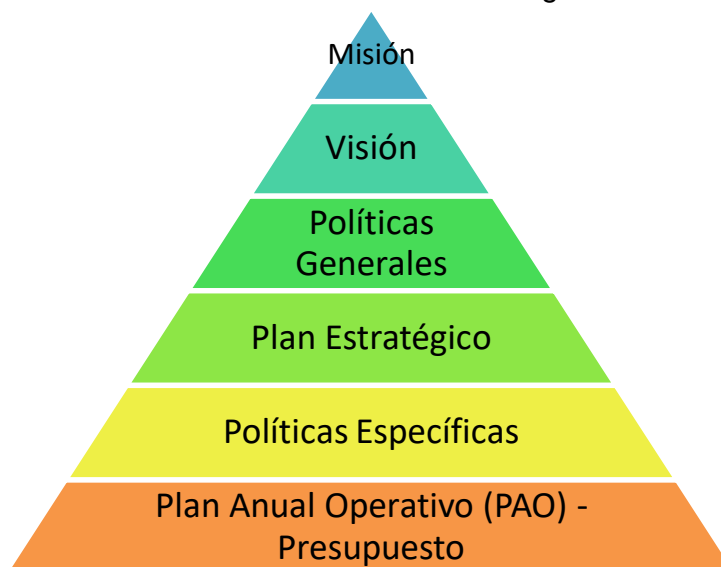 Misión
Visión
Políticas
Generales
Plan Estratégico
Políticas Específicas
Plan Anual Operativo (PAO) -
Presupuesto